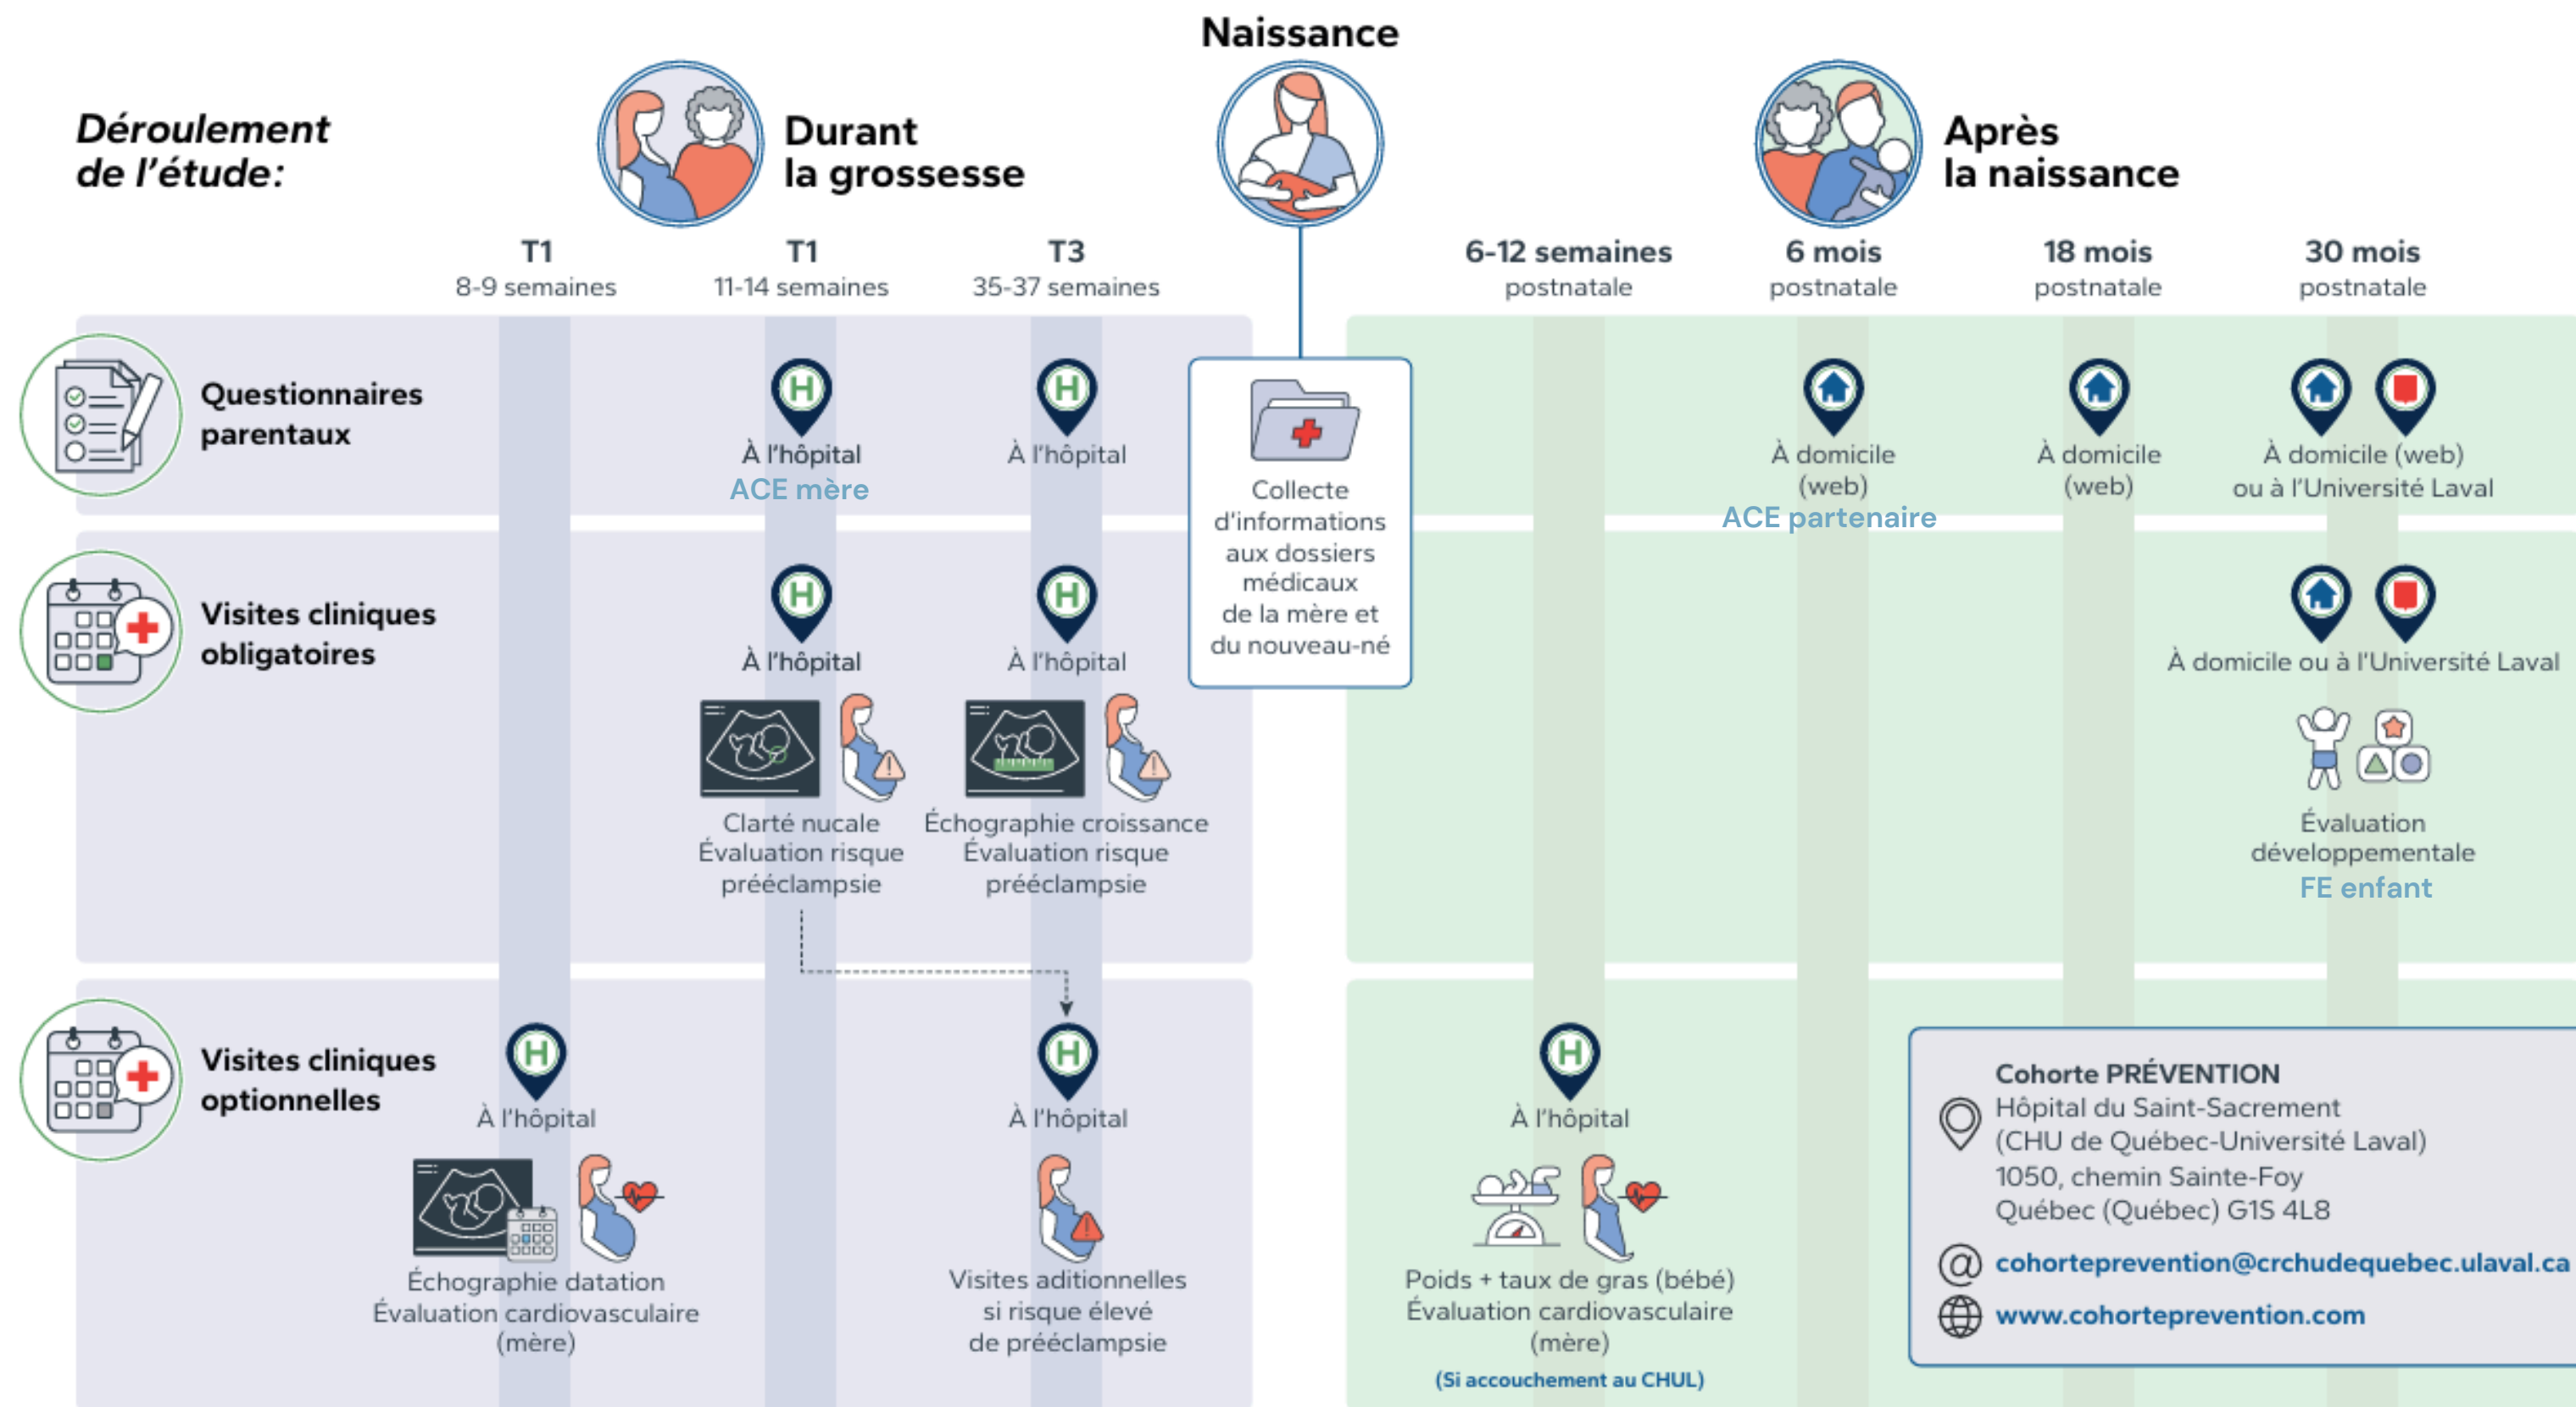 Naissance
Déroulement
de l'étude:
Durant
la grossesse
Après
la naissance
T1
8-9 semaines
T1
11-14 semaines
T3
35-37 semaines
6-12 semaines
postnatale
6 mois
postnatale
18 mois
postnatale
30 mois
postnatale
Questionnaires
parentaux
H
À l'hôpital
ACE mère
H
À l'hôpital
Collecte
d'informations
aux dossiers
médicaux
de la mère et
du nouveau-né
À domicile
(web)
ACE partenaire
À domicile
(web)
À domicile (web)
ou à l'Université Laval
Visites cliniques
obligatoires
H
À l'hôpital
Clarté nucale
Évaluation risque
prééclampsie
H
À l'hôpital
Échographie croissance
Évaluation risque
prééclampsie
À domicile ou à l'Université Laval
Évaluation
développementale
FE enfant
Visites cliniques
optionnelles
H
À l'hôpital
Échographie datation
Évaluation cardiovasculaire
(mère)
H
À l'hôpital
Visites aditionnelles
si risque élevé
de prééclampsie
H
À l'hôpital
Poids + taux de gras (bébé)
Évaluation cardiovasculaire
(mère)
(Si accouchement au CHUL)
Cohorte PRÉVENTION
Hôpital du Saint-Sacrement
(CHU de Québec-Université Laval)
1050, chemin Sainte-Foy
Québec (Québec) G1S 4L8
@ cohorteprevention@crchudequebec.ulaval.ca
www.cohorteprevention.com